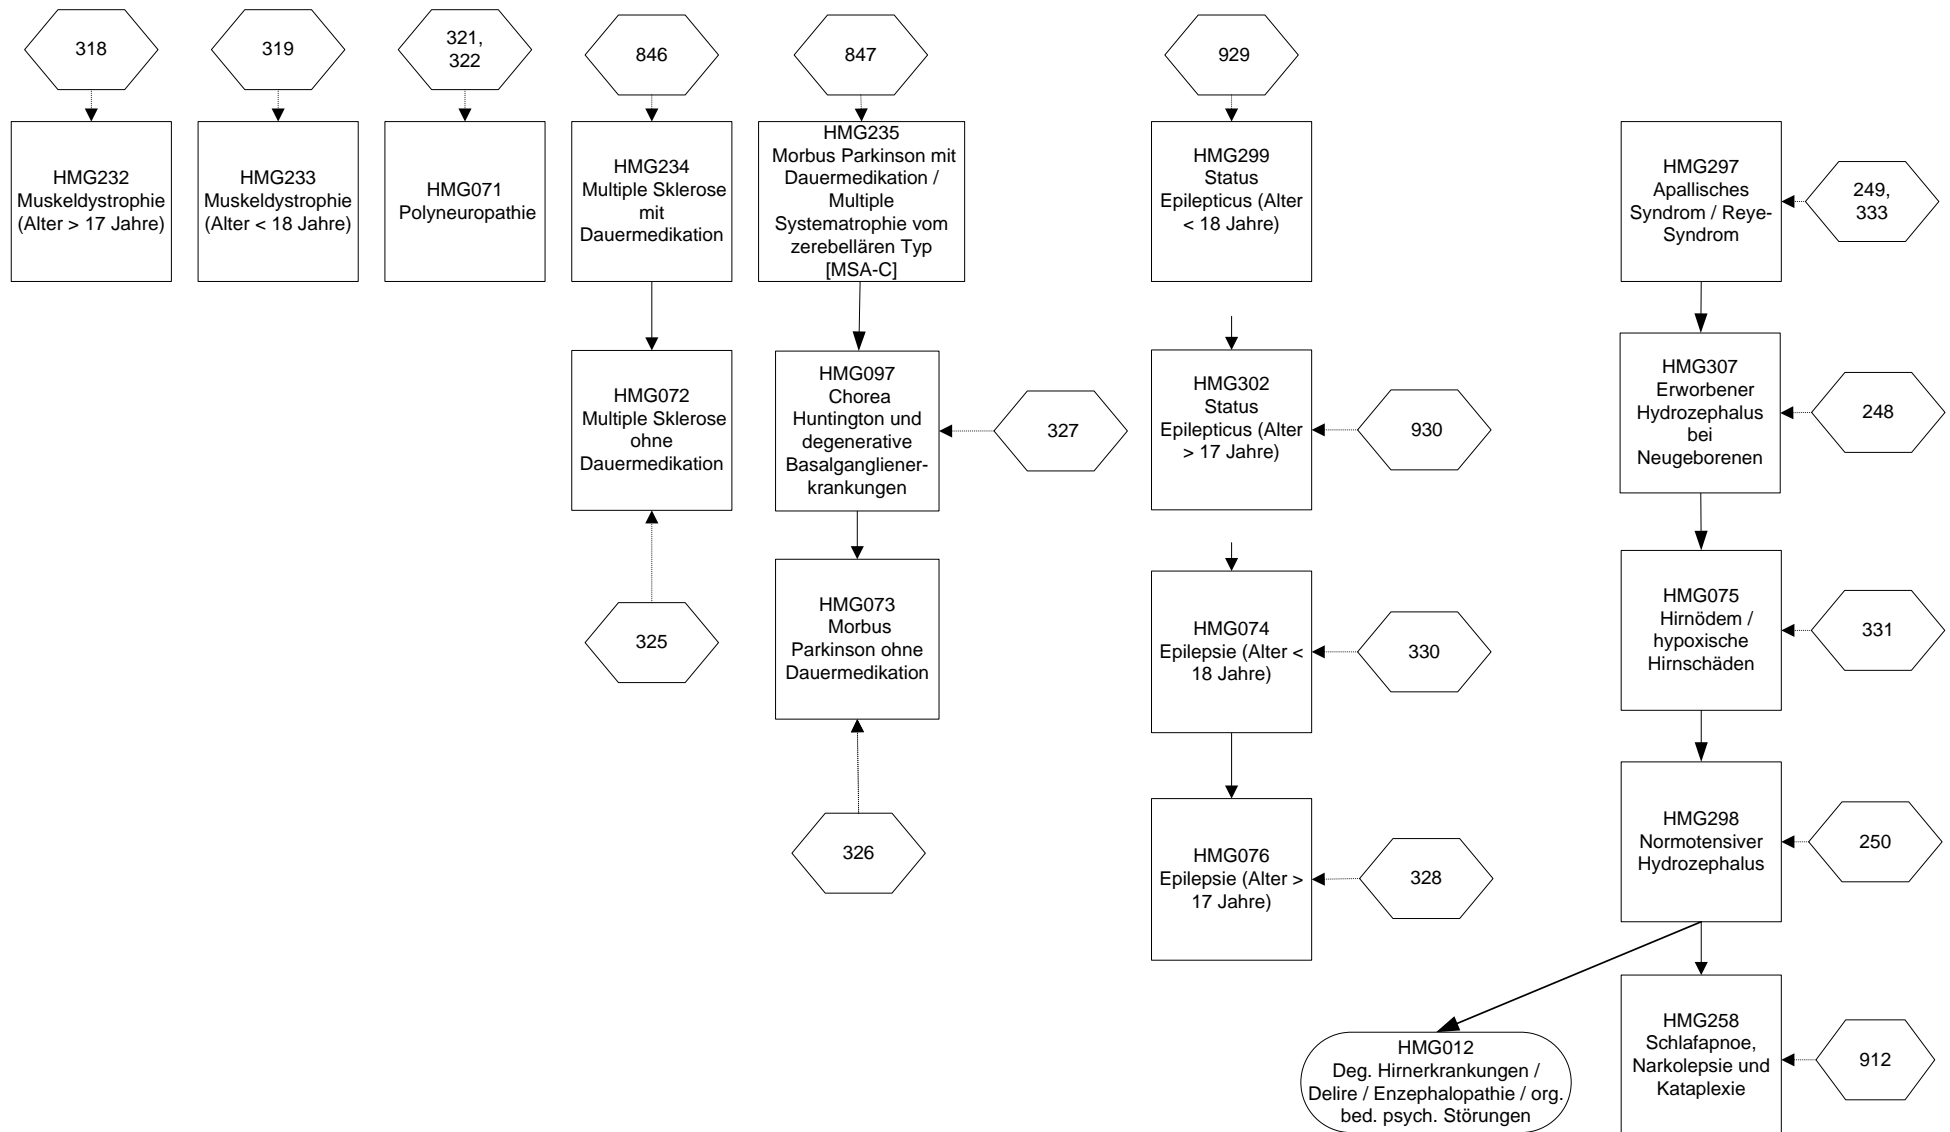 318
319
321,
322
846
847
929
HMG232
Muskeldystrophie
(Alter > 17 Jahre)
HMG233
Muskeldystrophie
(Alter < 18 Jahre)
HMG071
Polyneuropathie
HMG234
Multiple Sklerose
mit
Dauermedikation
HMG235
Morbus Parkinson mit
Dauermedikation /
Multiple
Systematrophie vom
zerebellären Typ
[MSA-C]
HMG299
Status
Epilepticus (Alter
< 18 Jahre)
HMG297
Apallisches
Syndrom / Reye-
Syndrom
249,
333
HMG072
Multiple Sklerose
ohne
Dauermedikation
HMG097
Chorea
Huntington und
degenerative
Basalgangliener-
krankungen
327
HMG302
Status
Epilepticus (Alter
> 17 Jahre)
930
HMG307
Erworbener
Hydrozephalus
bei
Neugeborenen
248
325
HMG073
Morbus
Parkinson ohne
Dauermedikation
HMG074
Epilepsie (Alter <
18 Jahre)
330
HMG075
Hirnödem /
hypoxische
Hirnschäden
331
326
HMG076
Epilepsie (Alter >
17 Jahre)
328
HMG298
Normotensiver
Hydrozephalus
250
HMG012
Deg. Hirnerkrankungen /
Delire / Enzephalopathie / org.
bed. psych. Störungen
HMG258
Schlafapnoe,
Narkolepsie und
Kataplexie
912